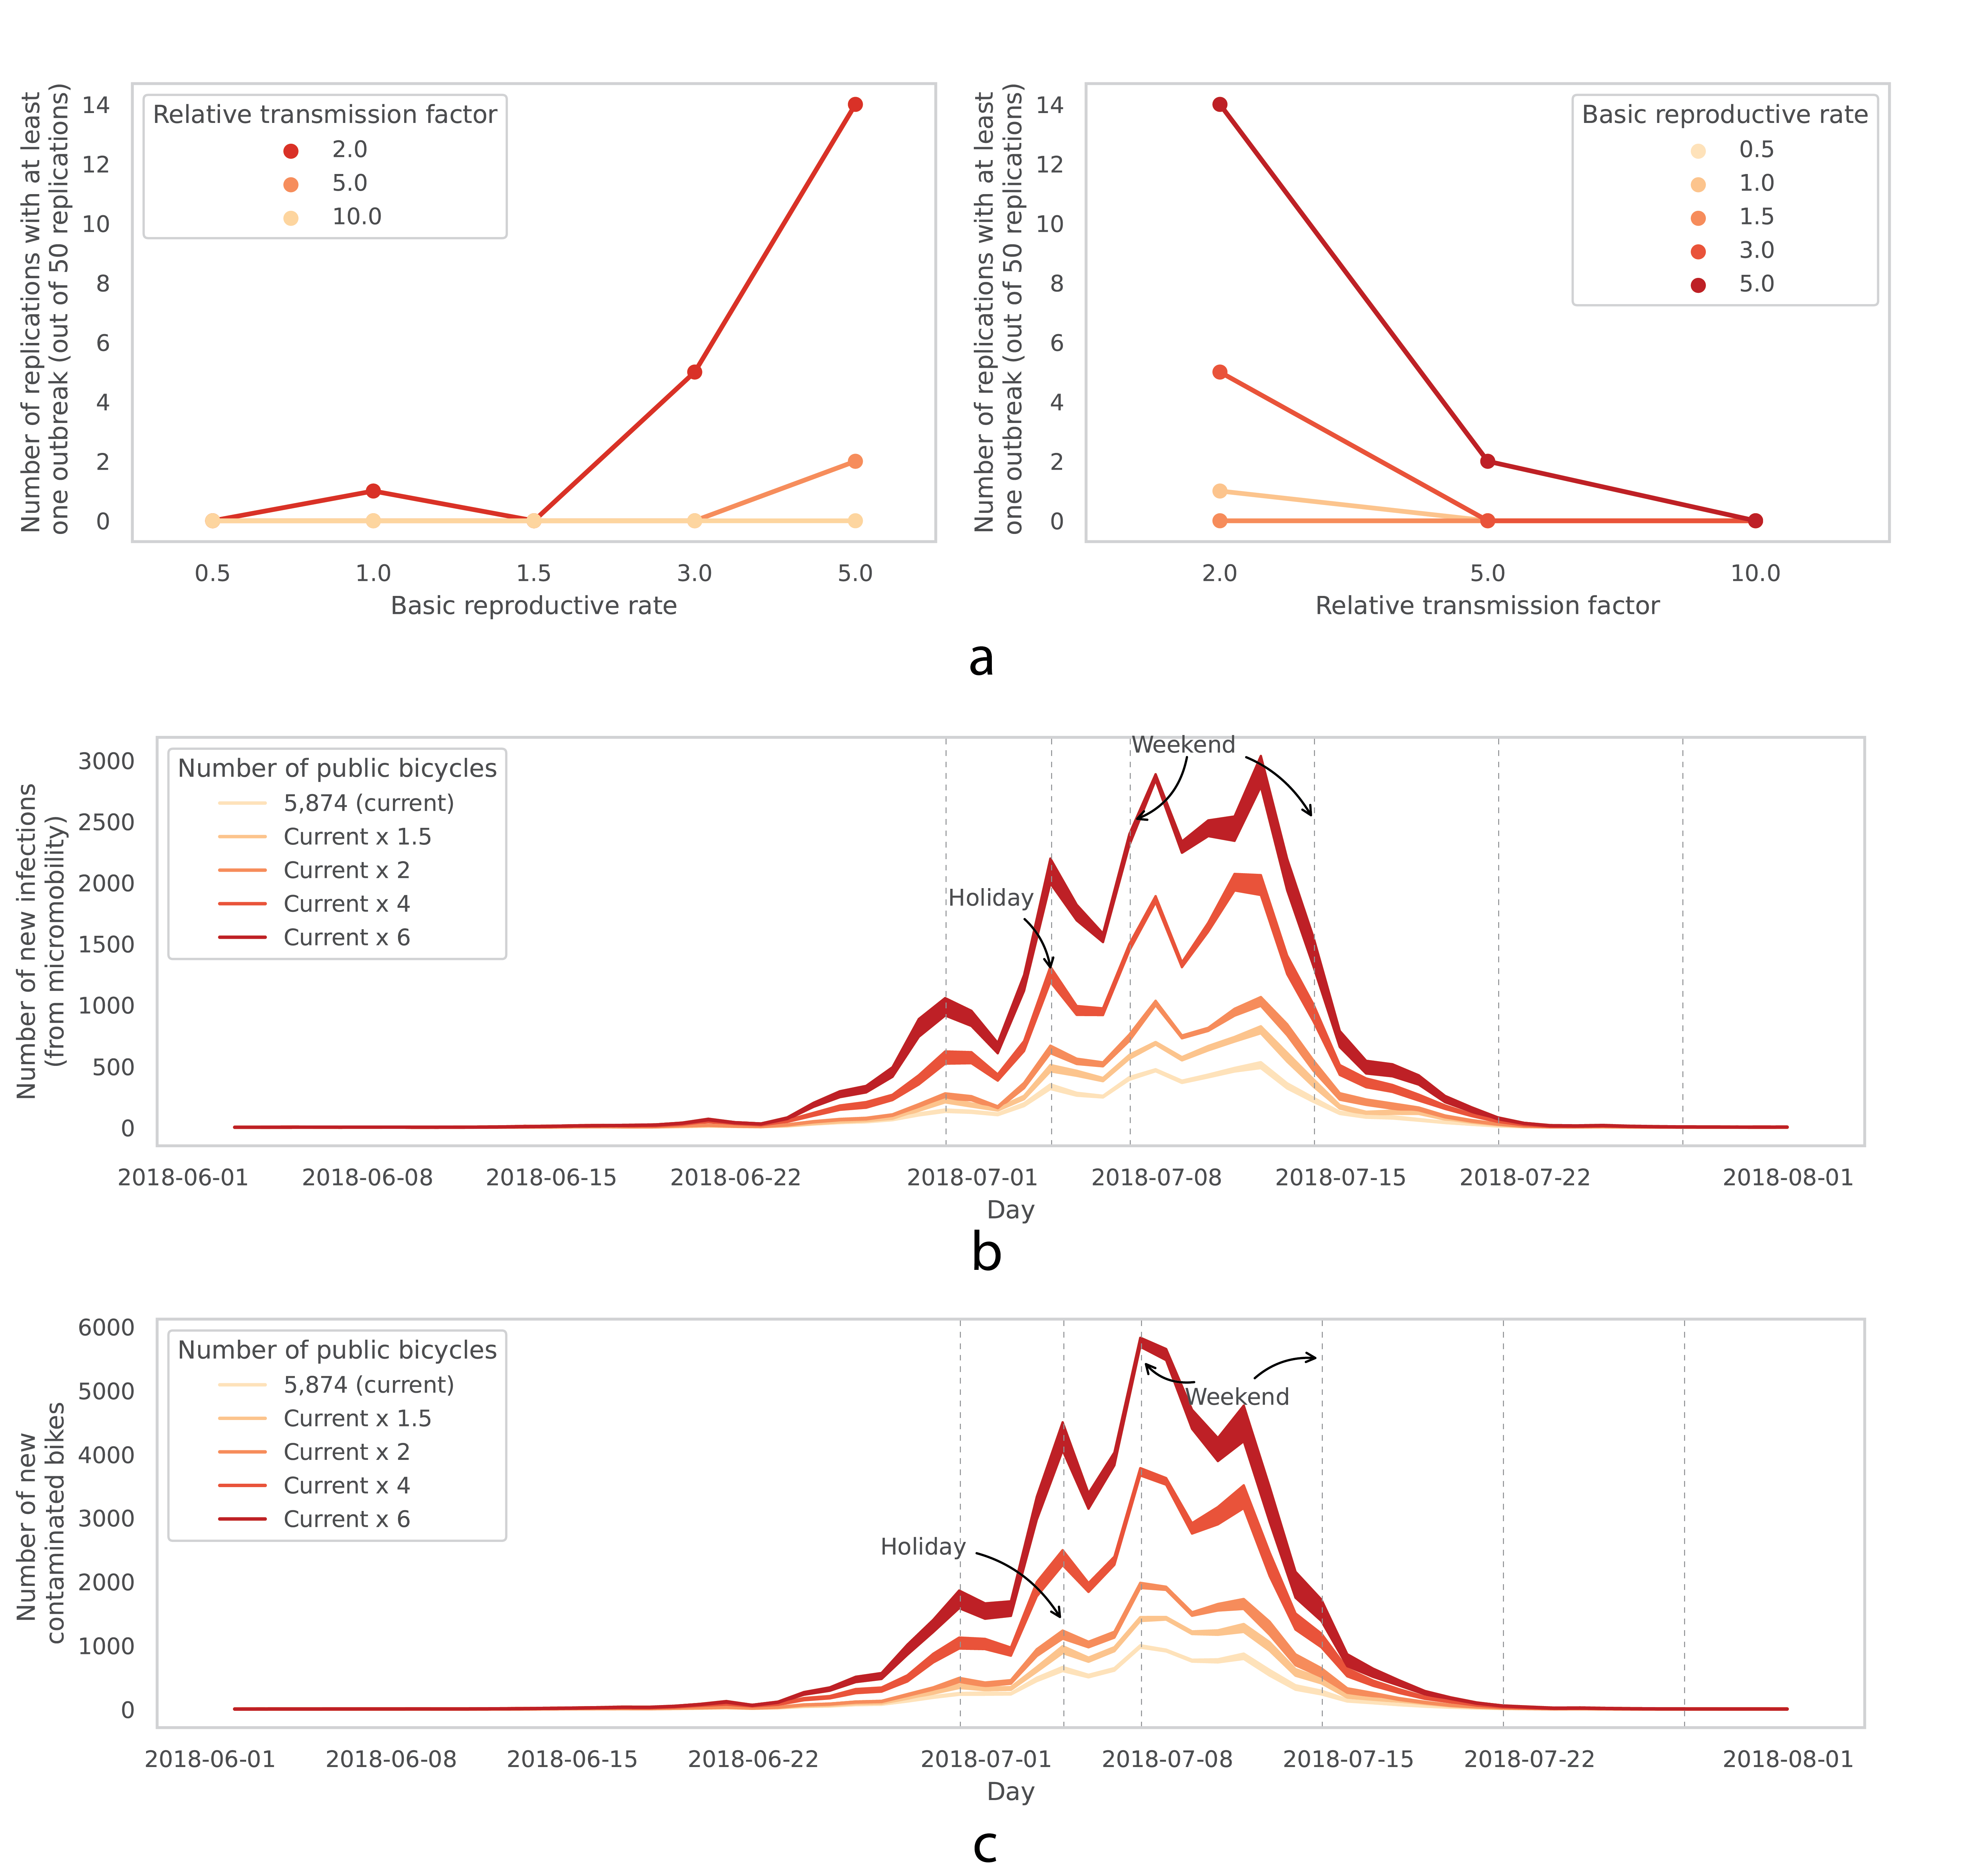 Number of replications with at least
one outbreak (out of 50 replications)
14
12
10
8
6
4
2
0
Relative transmission factor
2.0
5.0
10.0
0.5 1.0 1.5 3.0 5.0
Basic reproductive rate
Number of replications with at least
one outbreak (out of 50 replications)
14
12
10
8
6
4
2
0
Basic reproductive rate
0.5
1.0
1.5
3.0
5.0
2.0 5.0 10.0
Relative transmission factor
a
Number of new infections
(from micromobility)
3000
2500
2000
1500
1000
500
0
Number of public bicycles
5,874 (current)
Current x 1.5
Current x 2
Current x 4
Current x 6
Weekend
Holiday
2018-06-01 2018-06-08 2018-06-15 2018-06-22 2018-07-01 2018-07-08 2018-07-15 2018-07-22 2018-08-01
Day
b
Number of new
contaminated bikes
6000
5000
4000
3000
2000
1000
0
Number of public bicycles
5,874 (current)
Current x 1.5
Current x 2
Current x 4
Current x 6
Weekend
Holiday
2018-06-01 2018-06-08 2018-06-15 2018-06-22 2018-07-01 2018-07-08 2018-07-15 2018-07-22 2018-08-01
Day
c